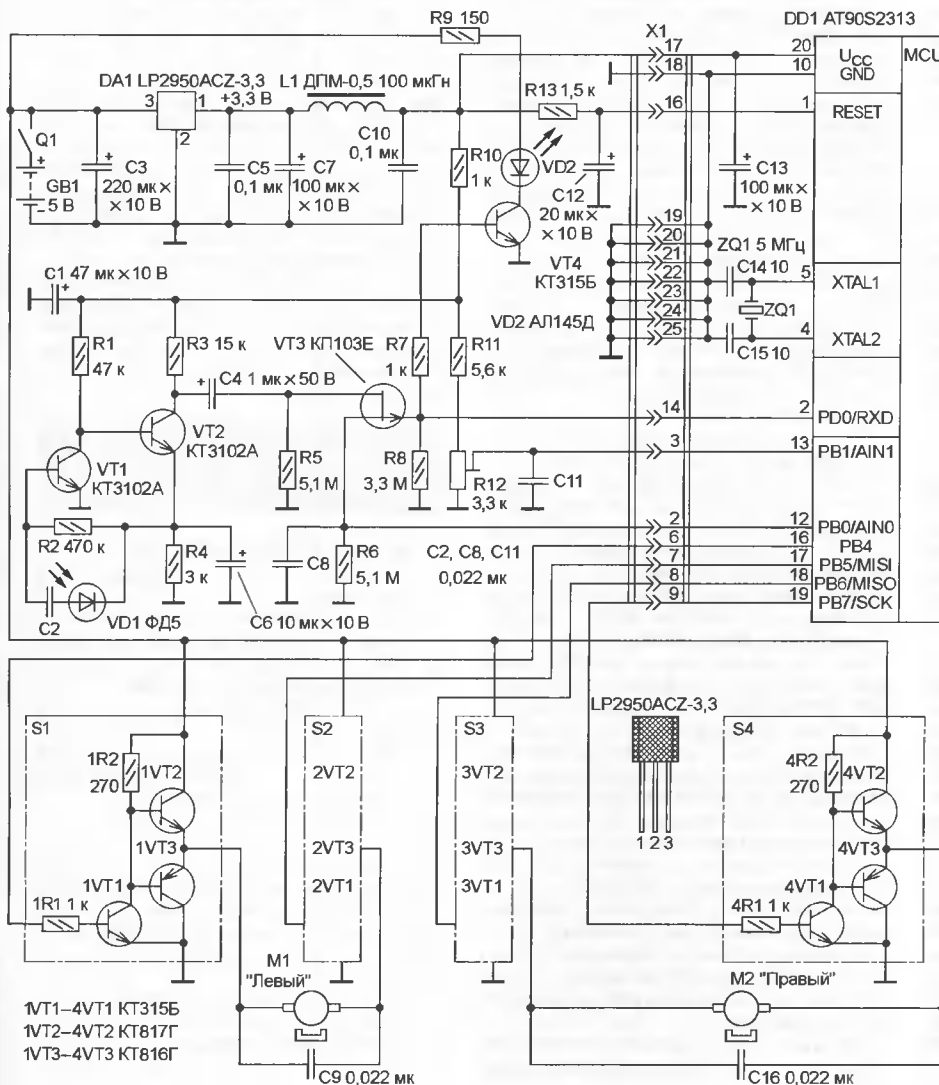 R9 150
X1
DD1 AT90S2313
17
20
UCC
MCU
18
10
GND
DA1 LP2950ACZ-3,3
L1 ДПМ-0,5 100 мкГн
3
1
+3,3 В
2
R13 1,5 к
16
1
RESET
Q1
C10
0,1 мк
GB1
5 В
C3
220 мк×
×10 В
C5
0,1 мк
C7
100 мк×
×10 В
R10
1 к
VD2
C12
20 мк×
×10 В
C13
100 мк×
×10 В
19
20
21
22
23
24
25
VT4
КТ315Б
VD2 АЛ145Д
ZQ1 5 МГц
C14 10
5
XTAL1
ZQ1
4
XTAL2
C15 10
C1 47 мк×10 В
R1
47 к
R3 15 к
VT3 КП103Е
R7
1 к
R11
5,6 к
C4 1 мк×50 В
14
2
PD0/RXD
VT2
КТ3102А
VT1
КТ3102А
R5
5,1 М
R8
3,3 М
R12
3,3 к
3
13
PB1/AIN1
C11
R2 470 к
R4
3 к
C8
R6
5,1 М
C2, C8, C11
0,022 мк
2
12
PB0/AIN0
6
16
PB4
7
17
PB5/MISI
8
18
PB6/MISO
9
19
PB7/SCK
C2
VD1 ФД5
C6 10 мк×10 В
LP2950ACZ-3,3
1 2 3
S1
1R2
270
1VT2
1VT3
1VT1
1R1 1 к
S2
2VT2
2VT3
2VT1
S3
3VT2
3VT3
3VT1
S4
4R2
270
4VT2
4VT3
4VT1
4R1 1 к
M1
"Левый"
M2 "Правый"
1VT1–4VT1 КТ315Б
1VT2–4VT2 КТ817Г
1VT3–4VT3 КТ816Г
C9 0,022 мк
C16 0,022 мк